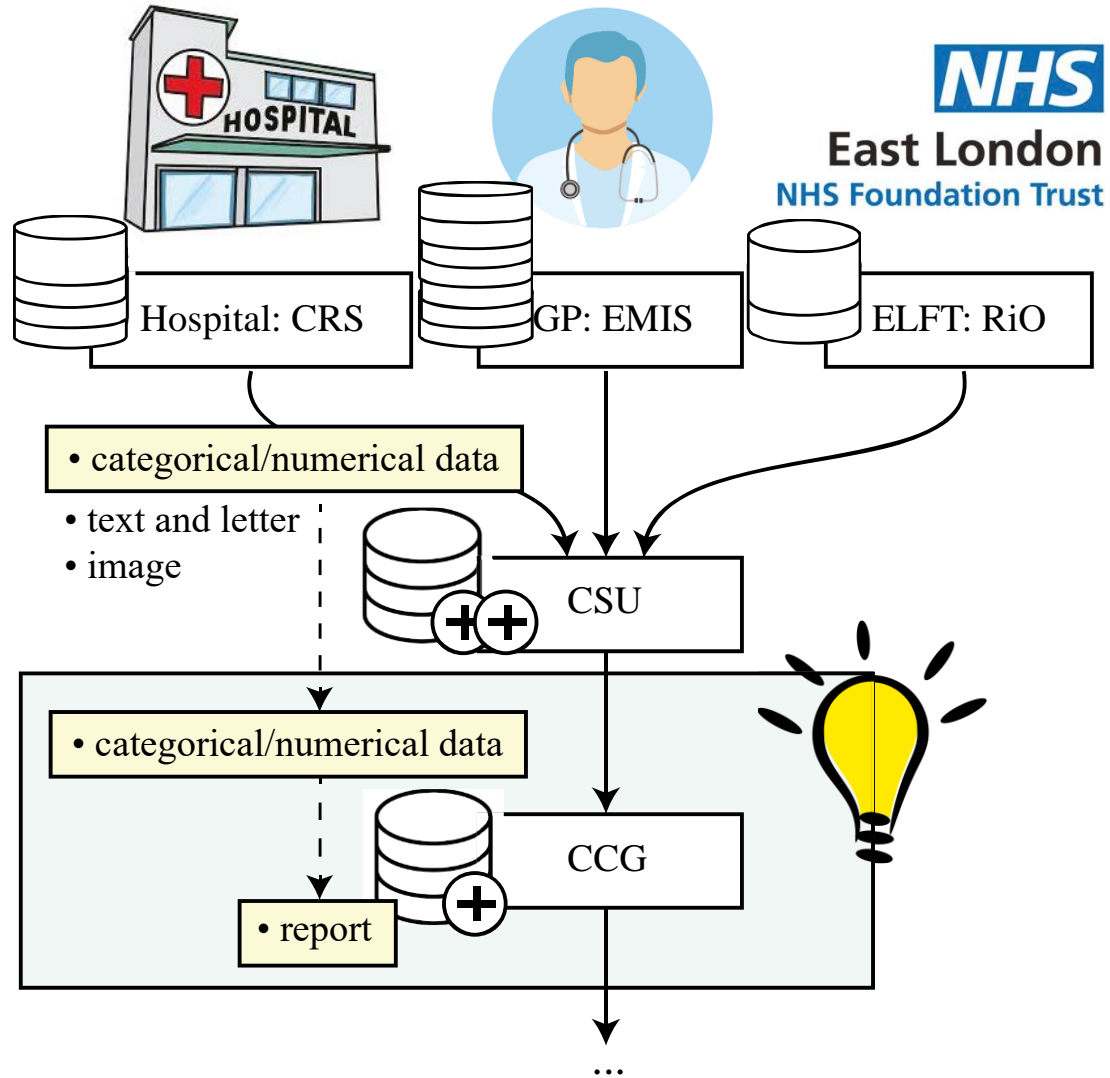 HOSPITAL
NHS
East London
NHS Foundation Trust
Hospital: CRS
GP: EMIS
ELFT: RiO
• categorical/numerical data
• text and letter
• image
CSU
• categorical/numerical data
CCG
• report
...